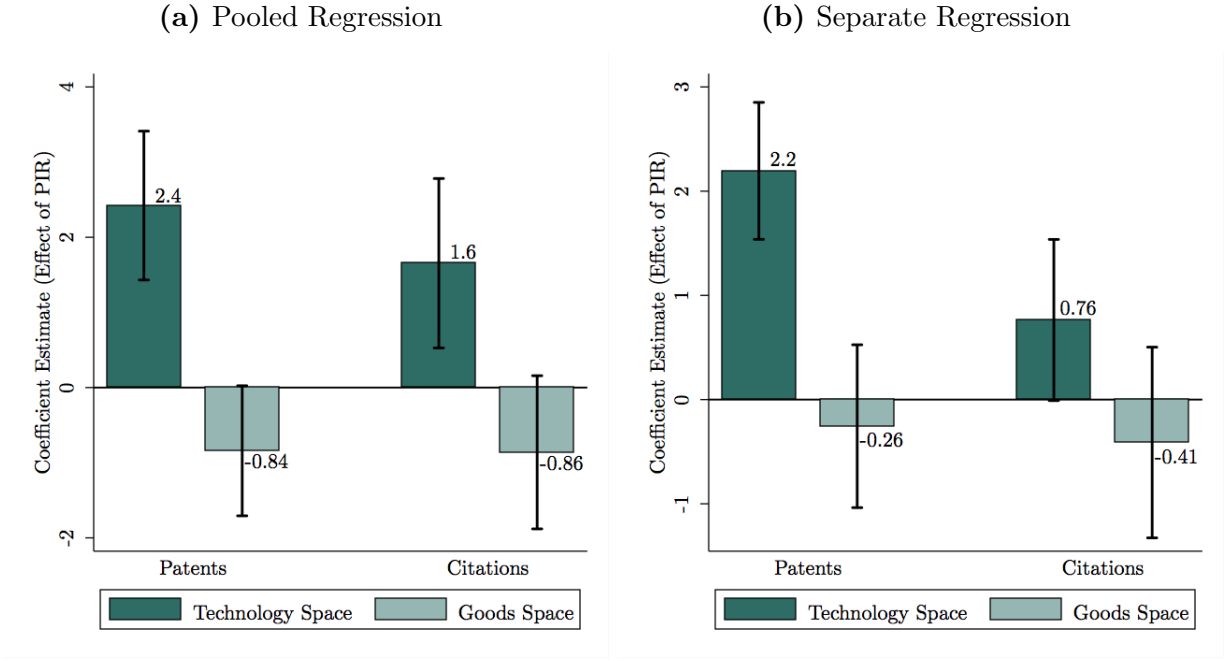 (a) Pooled Regression
Coefficient Estimate (Effect of PIR)
4
2
0
-2
2.4
-0.84
1.6
-0.86
Patents
Citations
Technology Space
Goods Space
(b) Separate Regression
Coefficient Estimate (Effect of PIR)
3
2
1
0
-1
2.2
-0.26
0.76
-0.41
Patents
Citations
Technology Space
Goods Space